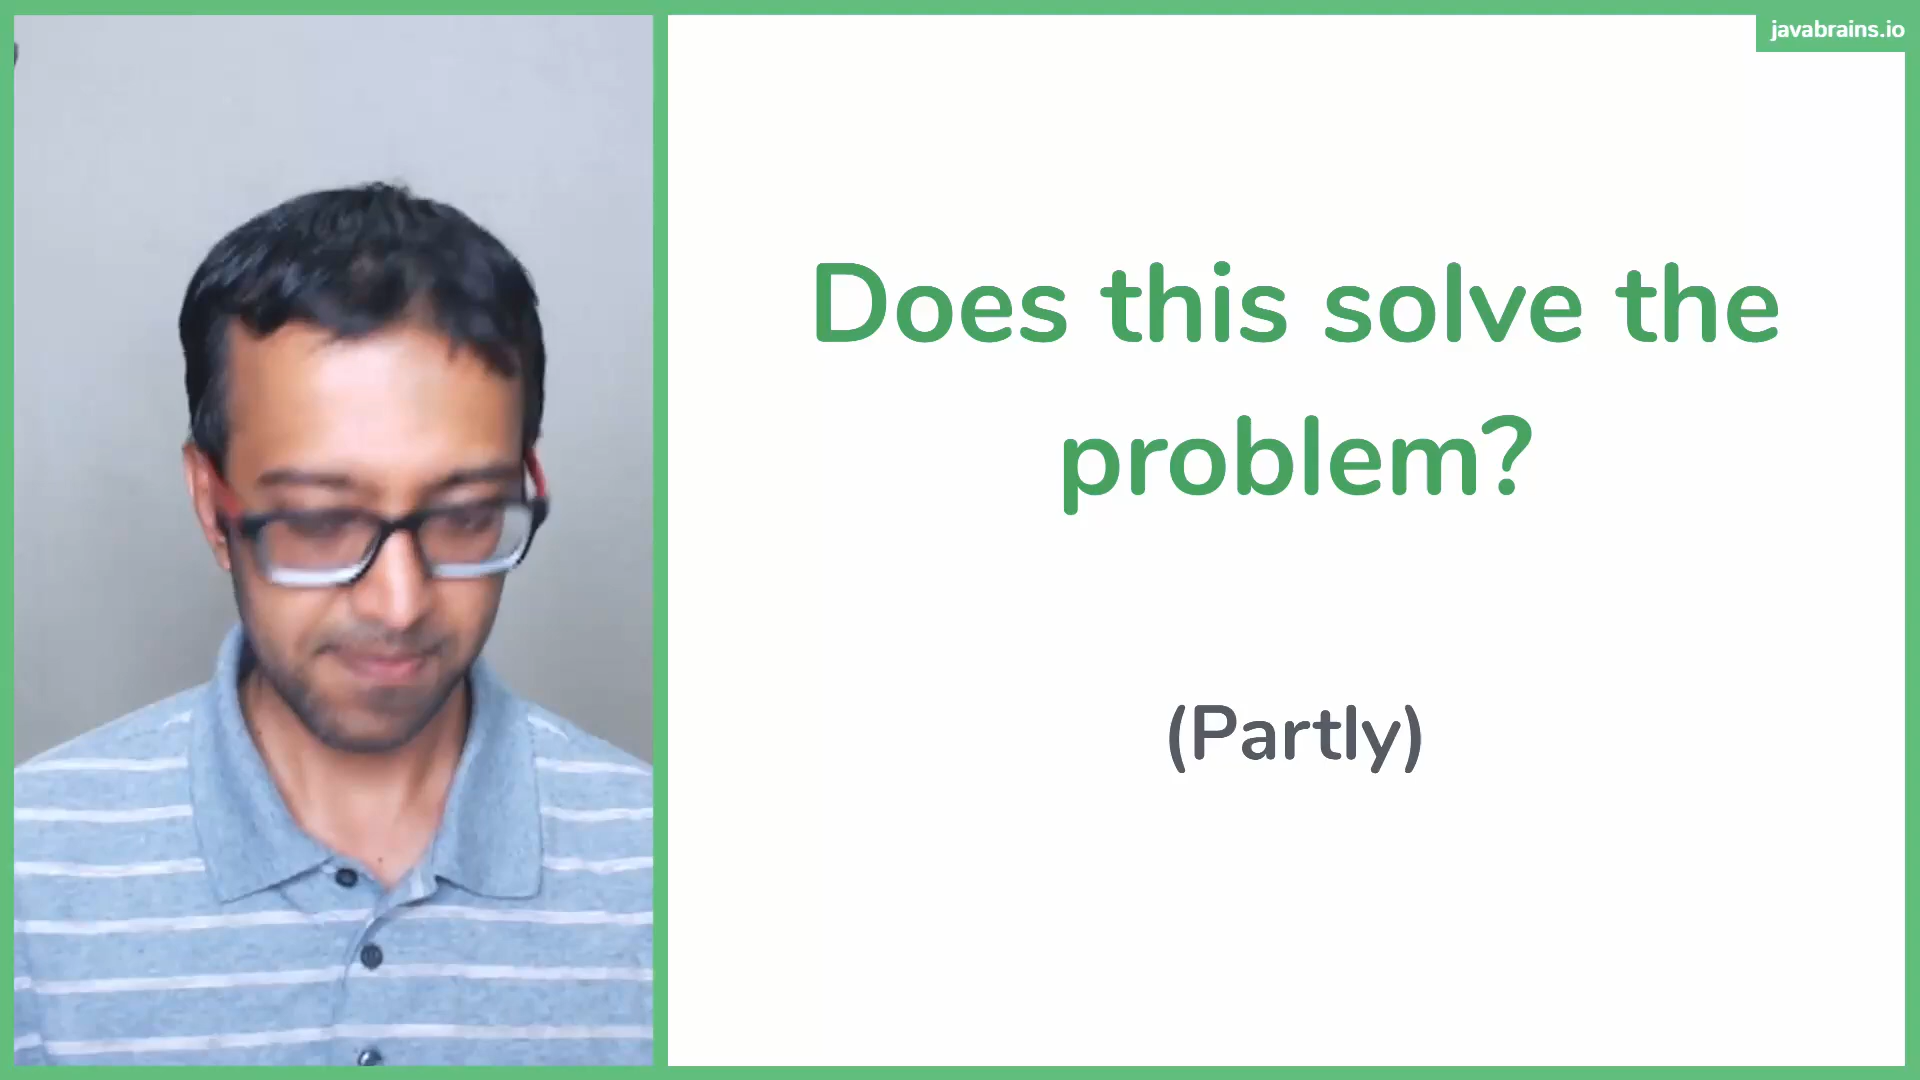 javabrains.io
Does this solve the
problem?
(Partly)